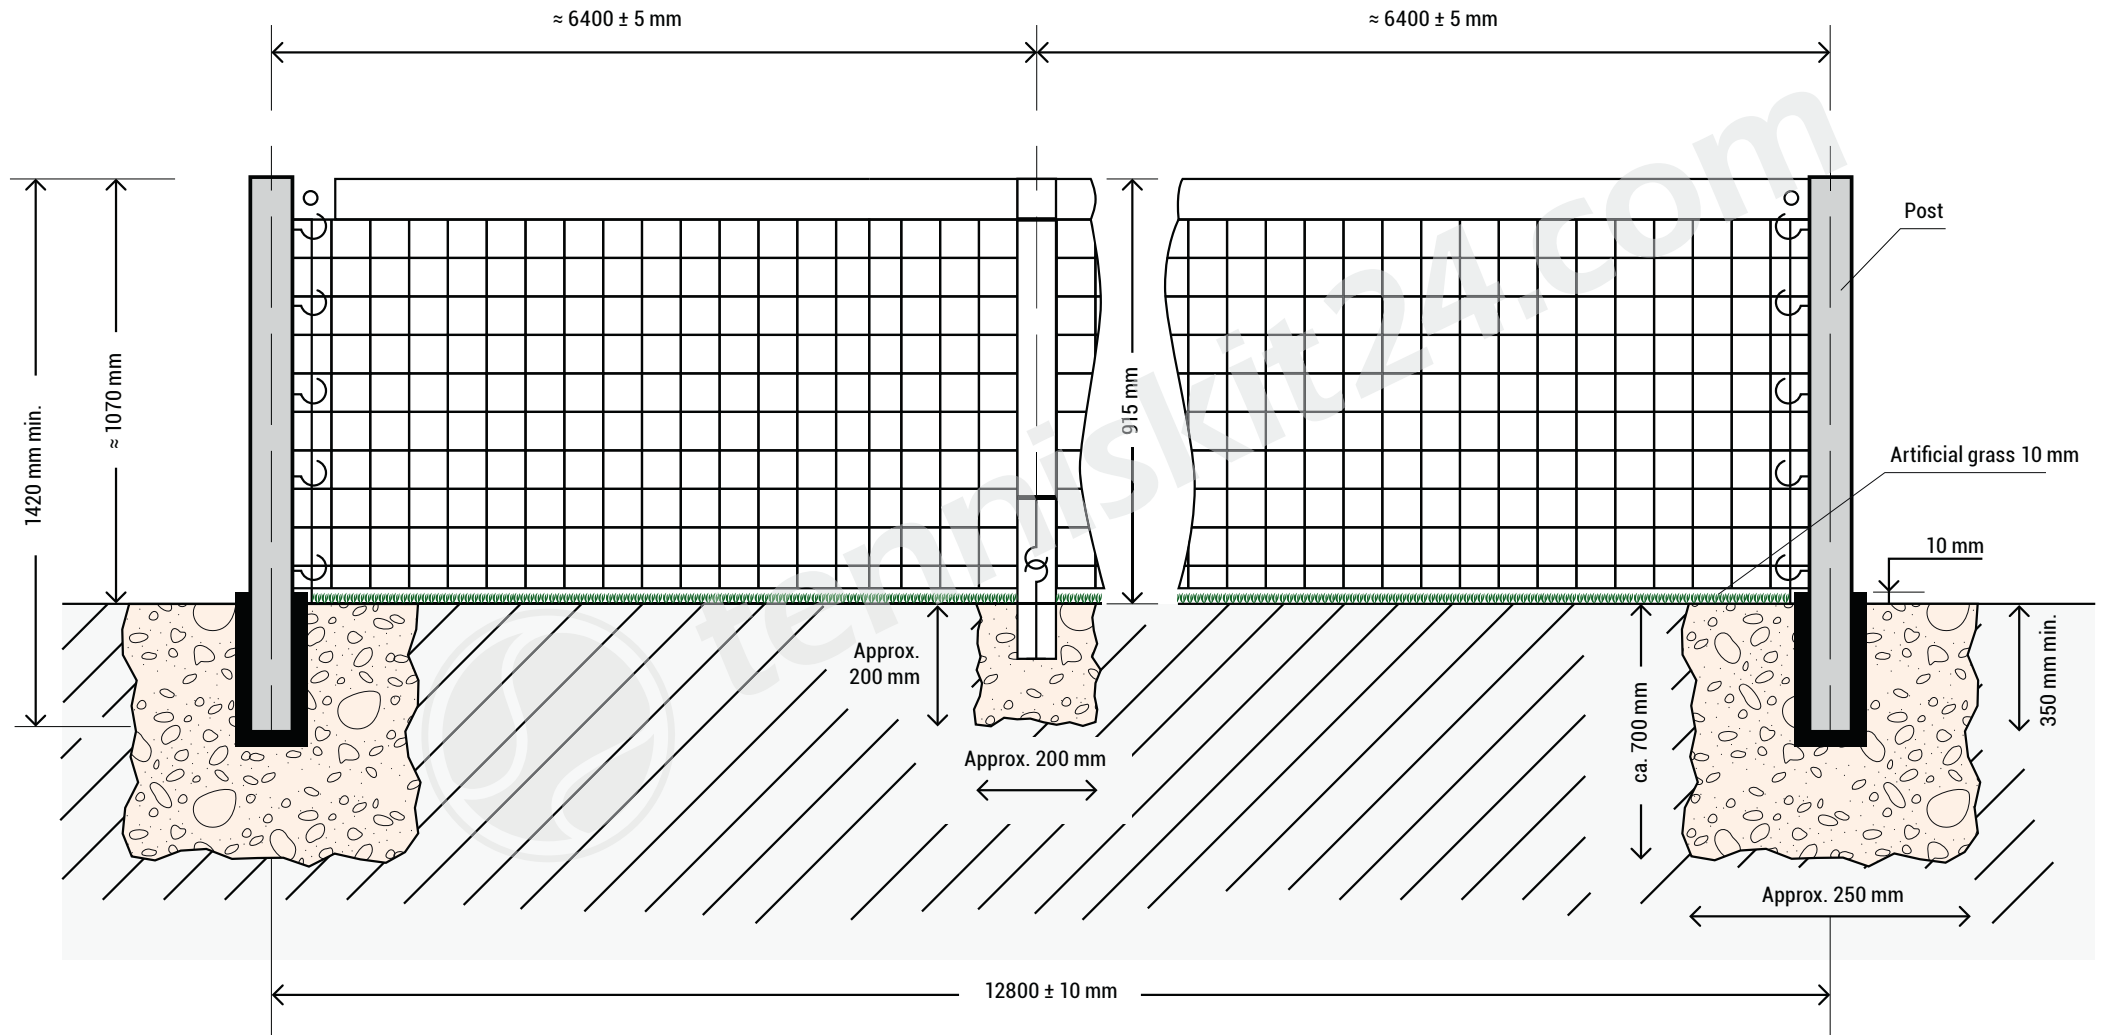 ≈ 6400 ± 5 mm
≈ 6400 ± 5 mm
Post
1420 mm min.
≈ 1070 mm
915 mm
Artificial grass 10 mm
10 mm
Approx.
200 mm
350 mm min.
ca. 700 mm
Approx. 200 mm
Approx. 250 mm
12800 ± 10 mm
tenniskit24.com